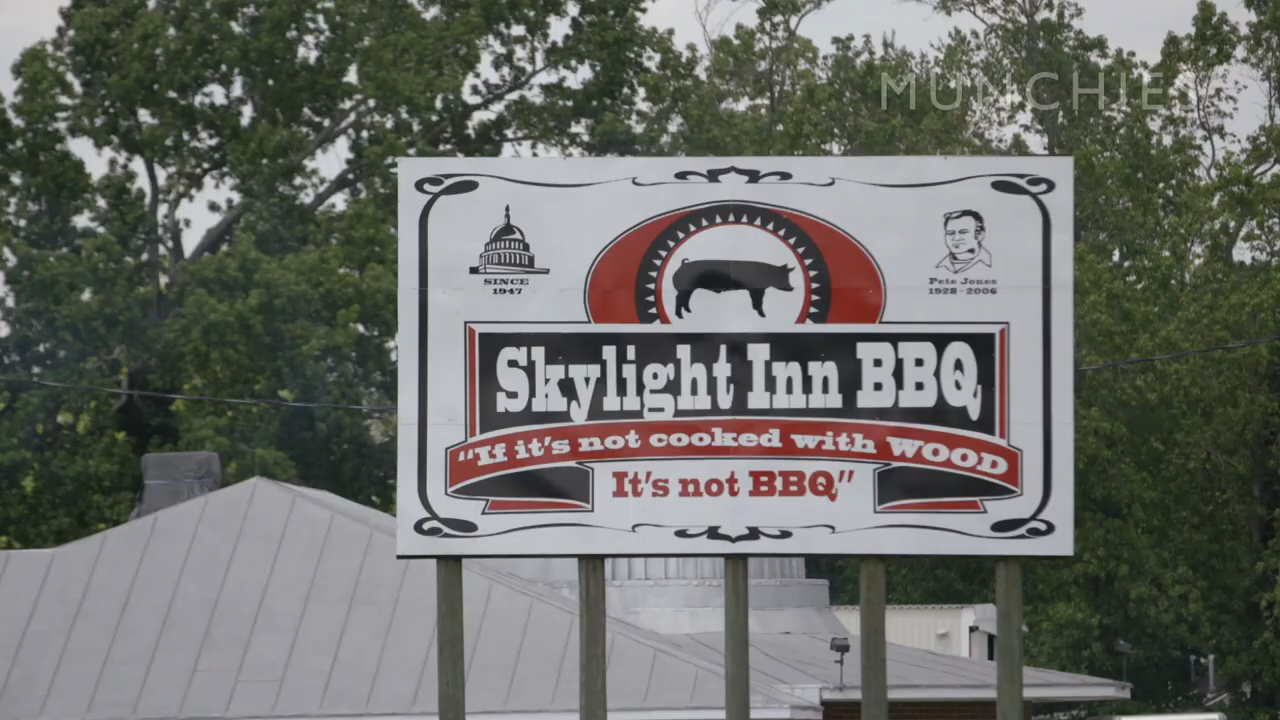 MUNCHIES
SINCE
1947
Pete Jones
1928 - 2006
Skylight Inn BBQ
“If it's not cooked with WOOD
It's not BBQ”